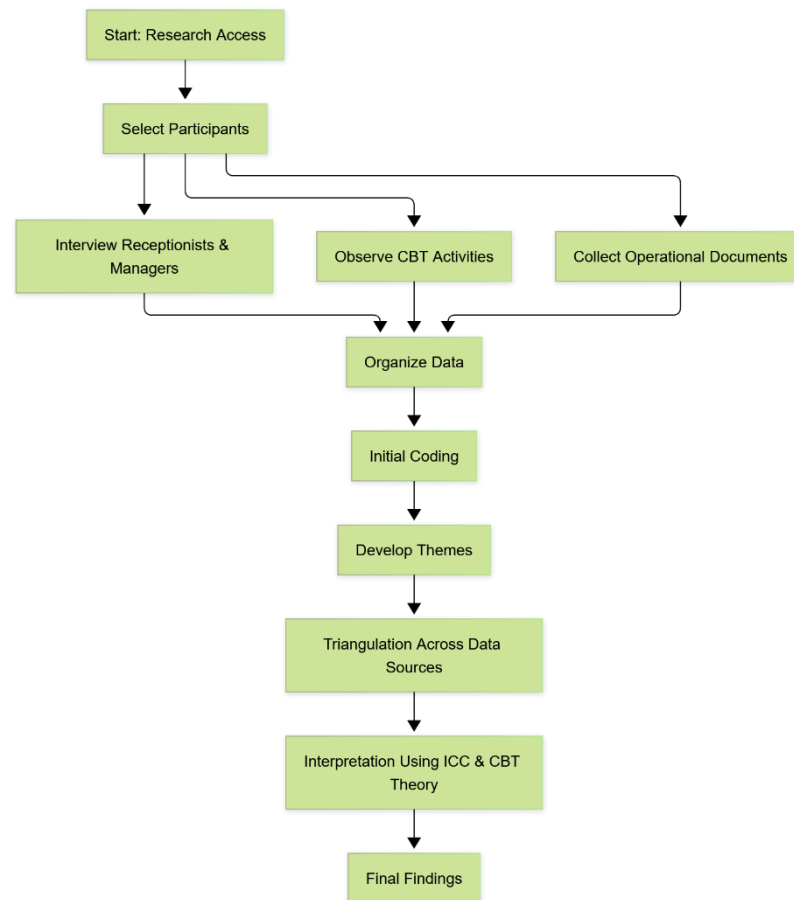 Start: Research Access
Select Participants
Interview Receptionists &
Managers
Observe CBT Activities
Collect Operational Documents
Organize Data
Initial Coding
Develop Themes
Triangulation Across Data
Sources
Interpretation Using ICC & CBT
Theory
Final Findings